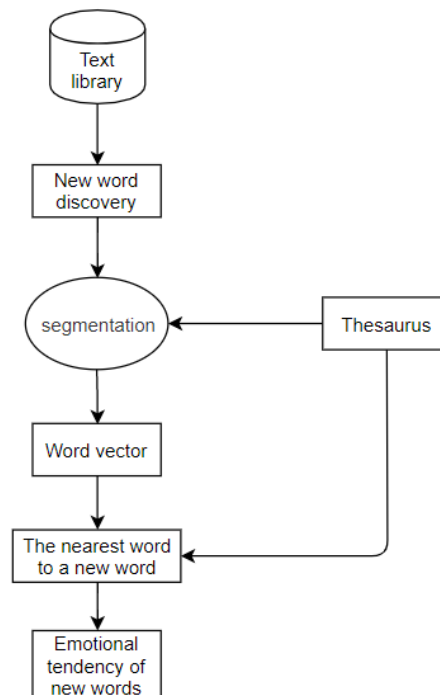 Text
library
New word
discovery
segmentation
Thesaurus
Word vector
The nearest word
to a new word
Emotional
tendency of
new words